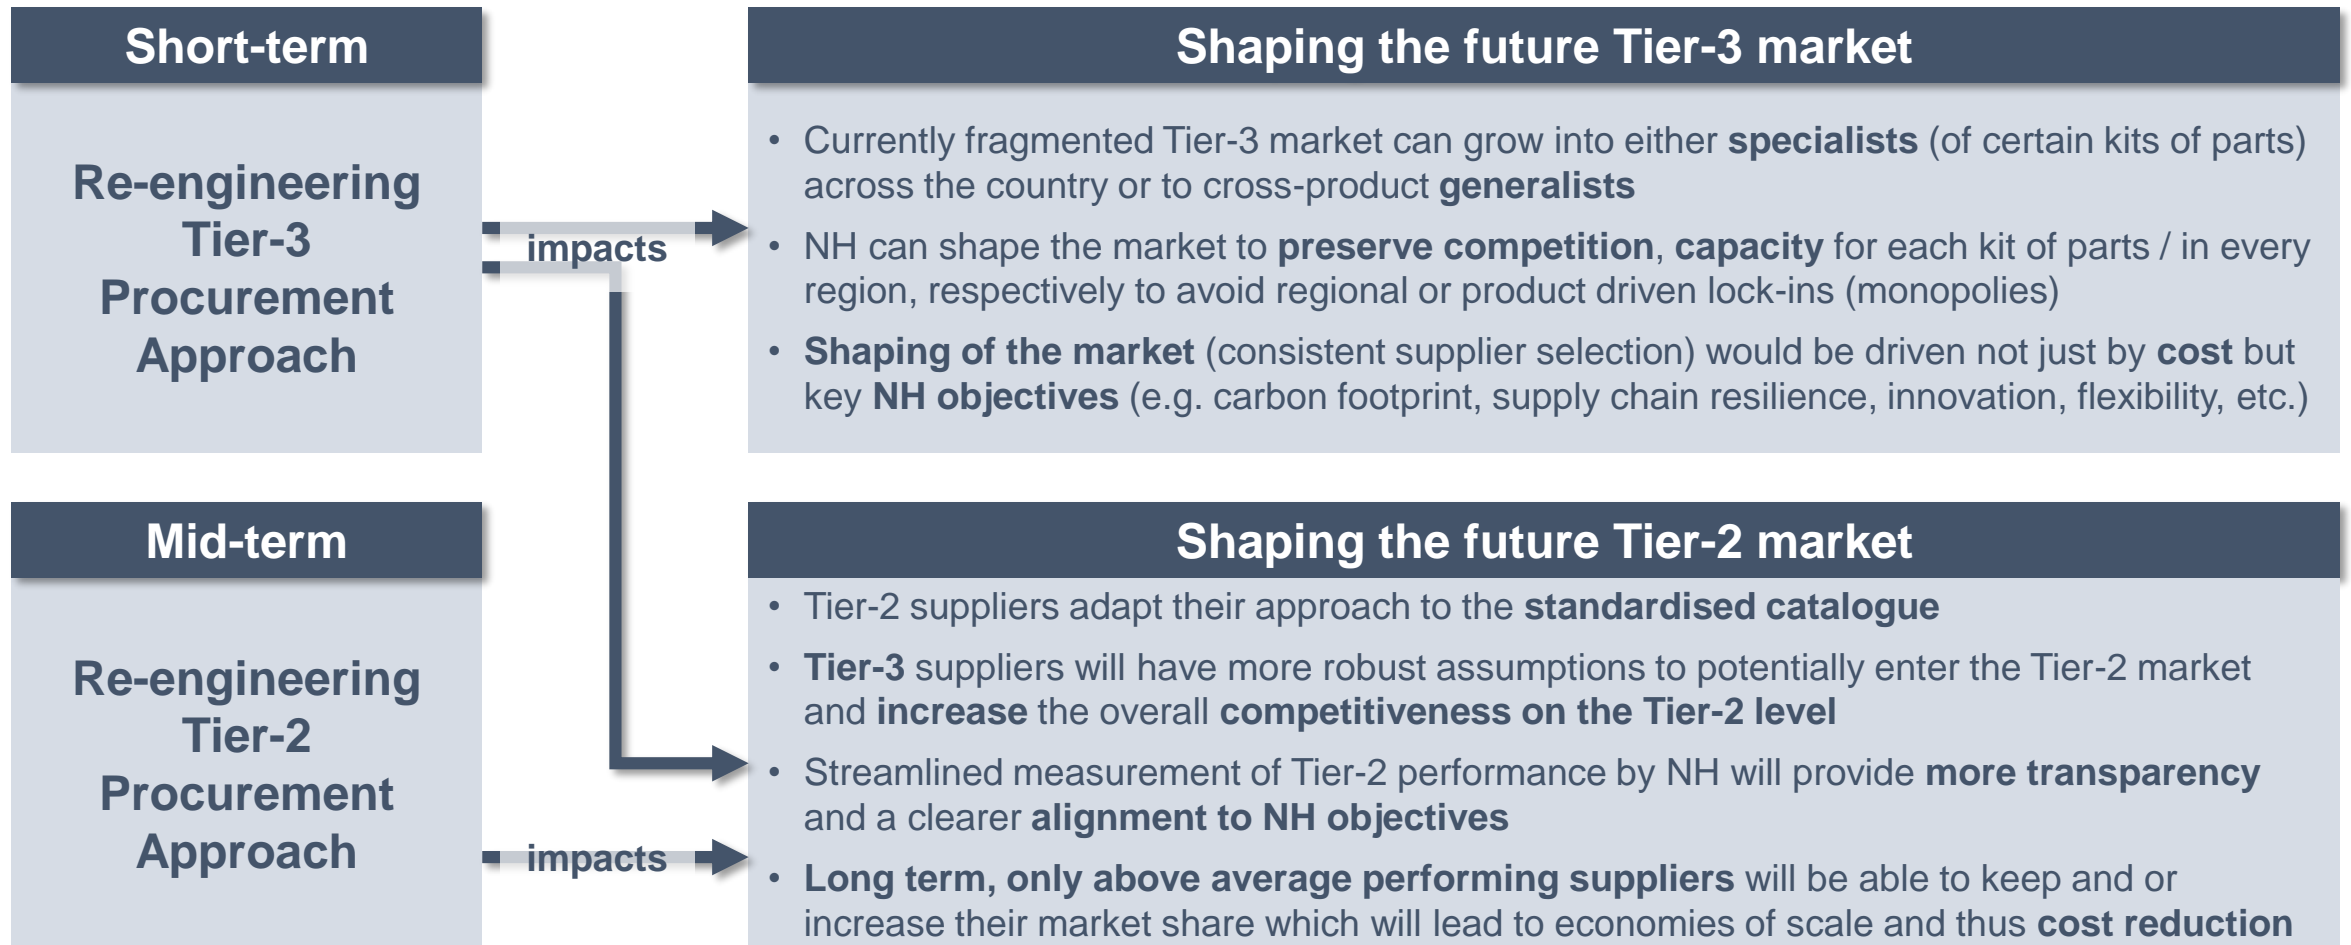 Short-term
Re-engineering
Tier-3
Procurement
Approach
impacts
Shaping the future Tier-3 market
• Currently fragmented Tier-3 market can grow into either specialists (of certain kits of parts)
across the country or to cross-product generalists
• NH can shape the market to preserve competition, capacity for each kit of parts / in every
region, respectively to avoid regional or product driven lock-ins (monopolies)
• Shaping of the market (consistent supplier selection) would be driven not just by cost but
key NH objectives (e.g. carbon footprint, supply chain resilience, innovation, flexibility, etc.)
Mid-term
Re-engineering
Tier-2
Procurement
Approach
impacts
Shaping the future Tier-2 market
• Tier-2 suppliers adapt their approach to the standardised catalogue
• Tier-3 suppliers will have more robust assumptions to potentially enter the Tier-2 market
and increase the overall competitiveness on the Tier-2 level
• Streamlined measurement of Tier-2 performance by NH will provide more transparency
and a clearer alignment to NH objectives
• Long term, only above average performing suppliers will be able to keep and or
increase their market share which will lead to economies of scale and thus cost reduction